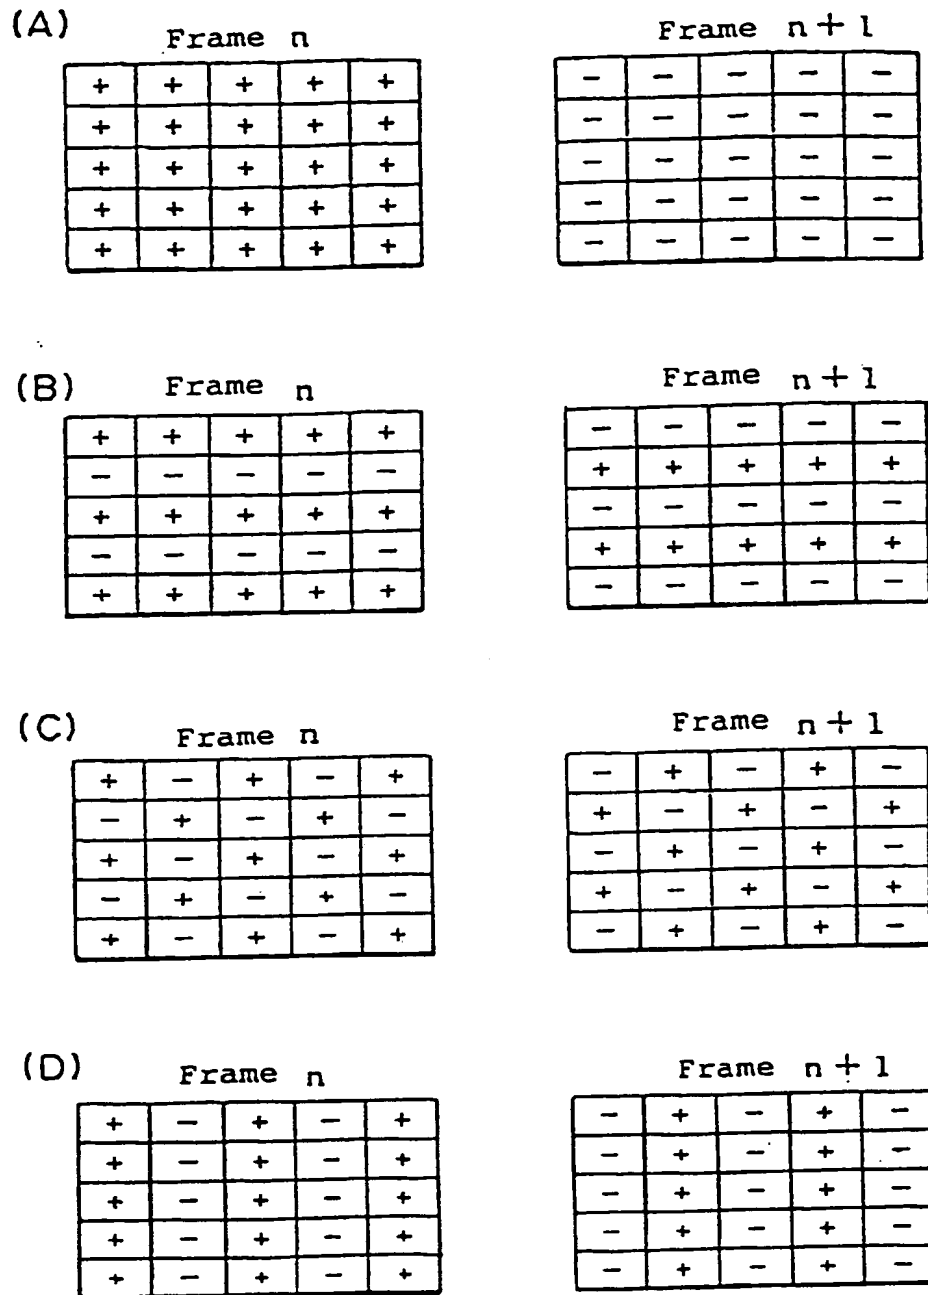 (A) Frame n Frame n+1
+ + + + + − − − − −
+ + + + + − − − − −
+ + + + + − − − − −
+ + + + + − − − − −
+ + + + + − − − − −
(B) Frame n Frame n+1
+ + + + + − − − − −
− − − − − + + + + +
+ + + + + − − − − −
− − − − − + + + + +
+ + + + + − − − − −
(C) Frame n Frame n+1
+ − + − + − + − + −
− + − + − + − + − +
+ − + − + − + − + −
− + − + − + − + − +
+ − + − + − + − + −
(D) Frame n Frame n+1
+ − + − + − + − + −
+ − + − + − + − + −
+ − + − + − + − + −
+ − + − + − + − + −
+ − + − + − + − + −